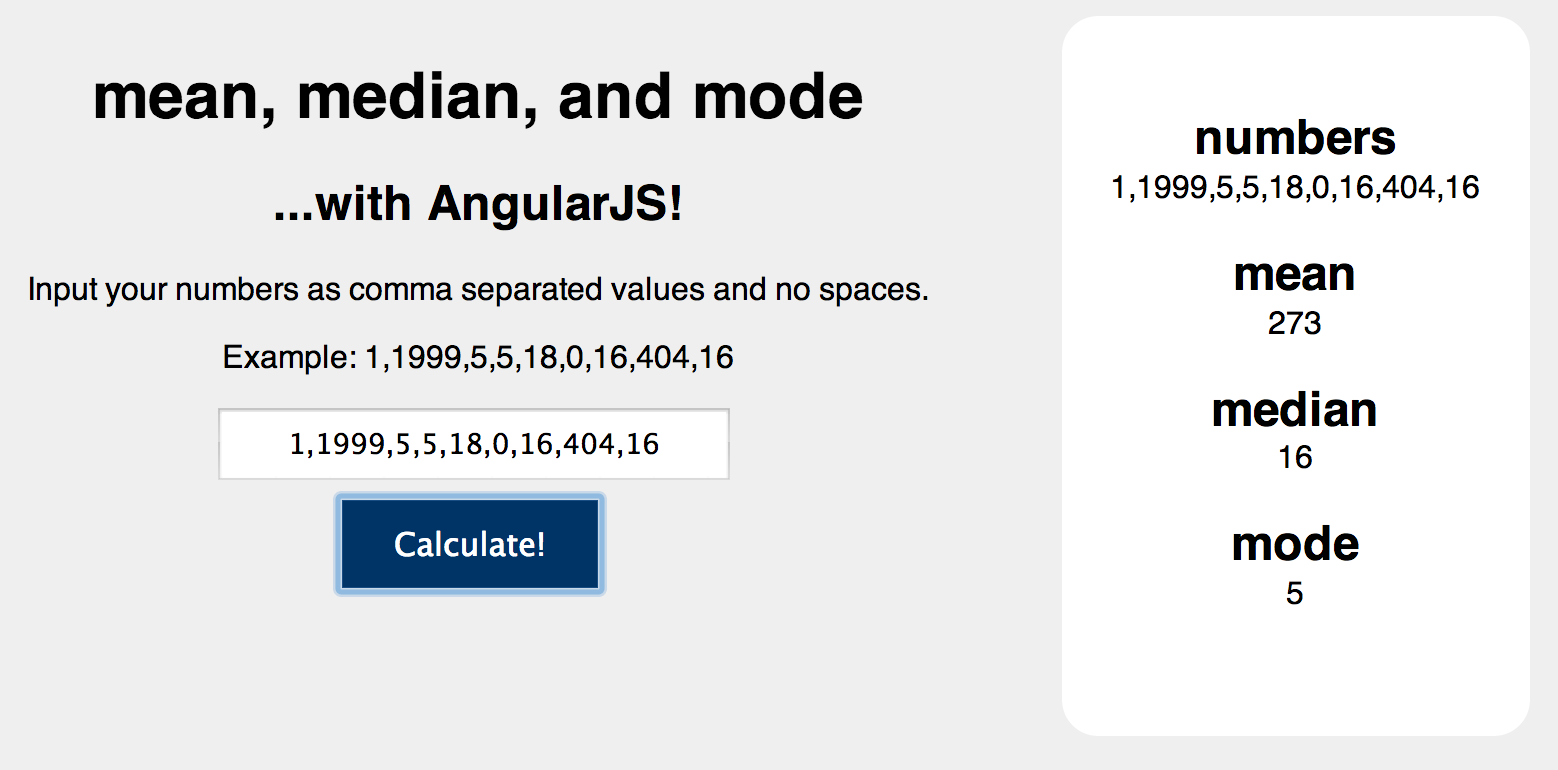 mean, median, and mode
...with AngularJS!
Input your numbers as comma separated values and no spaces.
Example: 1,1999,5,5,18,0,16,404,16
1,1999,5,5,18,0,16,404,16
Calculate!
numbers
1,1999,5,5,18,0,16,404,16
mean
273
median
16
mode
5